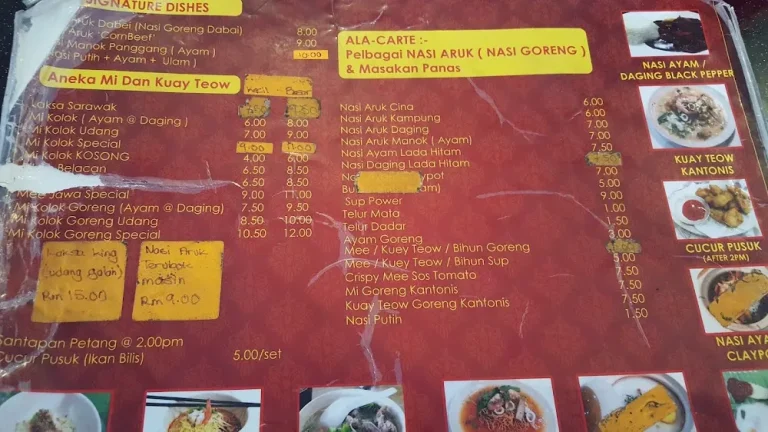 SIGNATURE DISHES
Aruk Dabei (Nasi Goreng Dabai) 8.00
Aruk "CornBeef" 9.00
Manok Panggang ( Ayam )
Putih + Ayam + Ulam )
Aneka Mi Dan Kuay Teow
Kecil - Besar
Laksa Sarawak
Mi Kolok ( Ayam @ Daging ) 6.00 8.00
Mi Kolok Udang 7.00 9.00
Mi Kolok Special 9.00
Mi Kolok KOSONG 4.00 6.00
Belacan 6.50 8.50
6.50 8.50
Mee Jawa Special 9.00 11.00
Mi Kolok Goreng (Ayam @ Daging) 7.50 9.50
Mi Kolok Goreng Udang 8.50 10.00
Mi Kolok Goreng Special 10.50 12.00
Laksa Wing
(udang galah)
Rm 15.00
Nasi Aruk
Terubok
masin
Rm 9.00
Santapan Petang @ 2.00pm
Cucur Pusuk (Ikan Bilis) 5.00/set
ALA-CARTE :-
Pelbagai NASI ARUK ( NASI GORENG )
& Masakan Panas
Nasi Aruk Cina 6.00
Nasi Aruk Kampung 6.00
Nasi Aruk Daging 7.00
Nasi Aruk Manok ( Ayam) 7.00
Nasi Ayam Lada Hitam 7.50
Nasi Daging Lada Hitam
7.00
5.00
Sup Power 9.00
Telur Mata 1.00
Telur Dadar 1.50
Ayam Goreng 3.00
Mee / Kuey Teow / Bihun Goreng
Mee / Kuey Teow / Bihun Sup 5.00
Crispy Mee Sos Tomato 7.50
Mi Goreng Kantonis 7.50
Kuay Teow Goreng Kantonis 7.50
Nasi Putih 1.50
NASI AYAM /
DAGING BLACK PEPPER
KUAY TEOW
KANTONIS
CUCUR PUSUK
(AFTER 2PM)
NASI AYA
CLAYPO